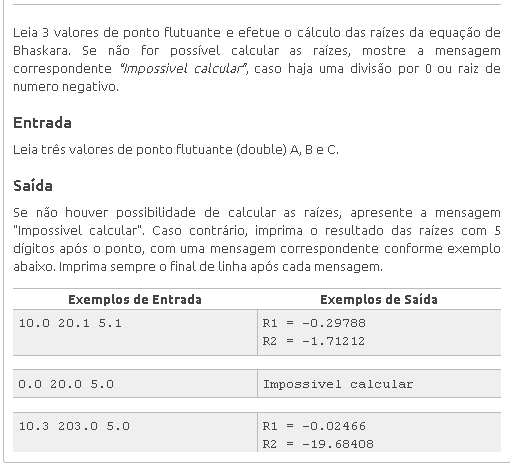 Leia 3 valores de ponto flutuante e efetue o cálculo das raízes da equação de
Bhaskara. Se não for possível calcular as raízes, mostre a mensagem
correspondente “Impossivel calcular”, caso haja uma divisão por 0 ou raiz de
numero negativo.
Entrada
Leia três valores de ponto flutuante (double) A, B e C.
Saída
Se não houver possibilidade de calcular as raízes, apresente a mensagem
"Impossivel calcular". Caso contrário, imprima o resultado das raízes com 5
dígitos após o ponto, com uma mensagem correspondente conforme exemplo
abaixo. Imprima sempre o final de linha após cada mensagem.
Exemplos de Entrada Exemplos de Saída
10.0 20.1 5.1 R1 = -0.29788
R2 = -1.71212
0.0 20.0 5.0 Impossivel calcular
10.3 203.0 5.0 R1 = -0.02466
R2 = -19.68408